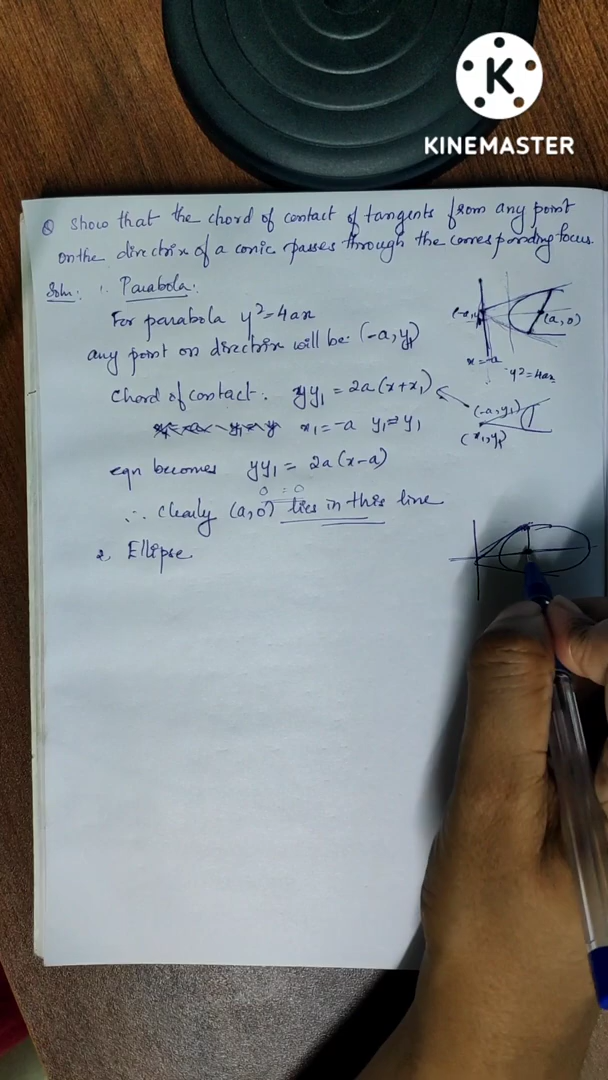 K
KINEMASTER
Q Show that the chord of contact of tangents from any point
on the directrix of a conic passes through the corresponding focus.
Soln: 1. Parabola:
For parabola y²=4ax
any point on directrix will be: (-a, y₁)
Chord of contact: yy₁ = 2a(x+x₁)
x₁=-a y₁=y₁
eqn becomes yy₁ = 2a(x-a)
0 = 0
∴ Clearly (a,0) lies in this line
2. Ellipse
(a,0)
x=-a
y²=4ax
(-a,y₁)
(x₁,y₁)